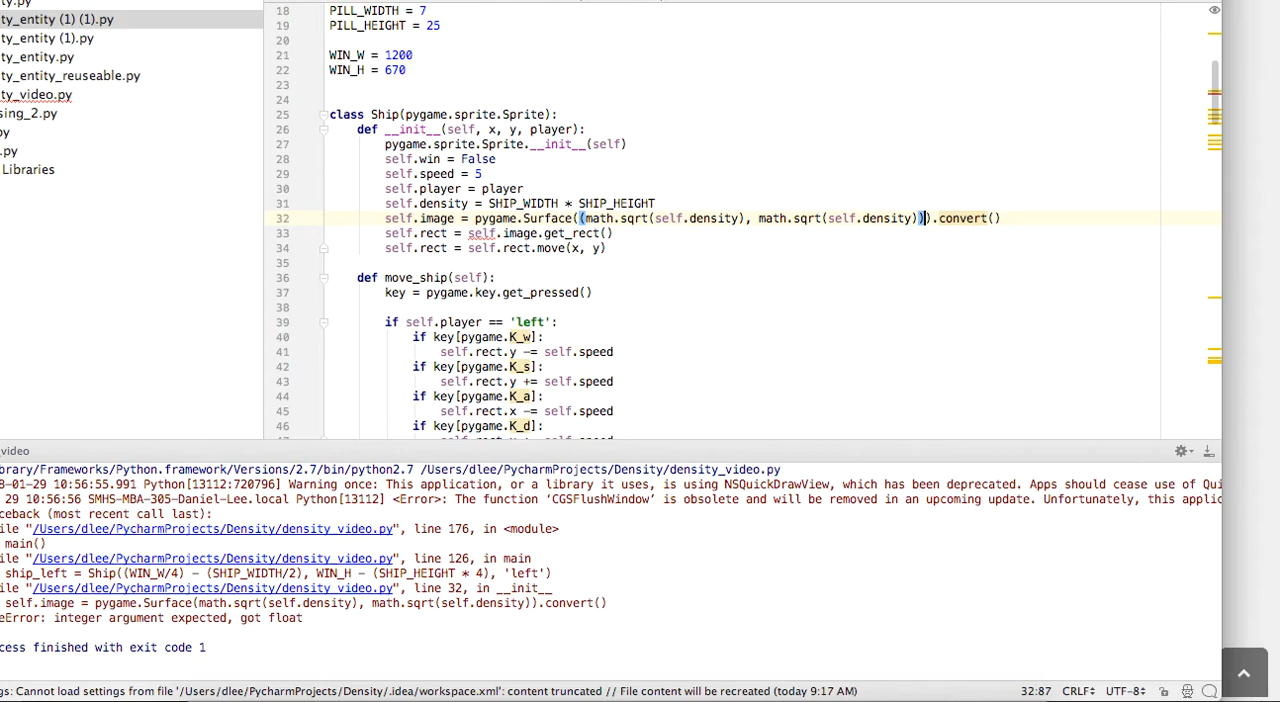 ty.py
ty_entity (1) (1).py
ty_entity (1).py
ty_entity.py
ty_entity_reuseable.py
ty_video.py
sing_2.py
py
.py
Libraries
18 PILL_WIDTH = 7
19 PILL_HEIGHT = 25
20
21 WIN_W = 1200
22 WIN_H = 670
23
24
25 class Ship(pygame.sprite.Sprite):
26 def __init__(self, x, y, player):
27 pygame.sprite.Sprite.__init__(self)
28 self.win = False
29 self.speed = 5
30 self.player = player
31 self.density = SHIP_WIDTH * SHIP_HEIGHT
32 self.image = pygame.Surface((math.sqrt(self.density), math.sqrt(self.density))).convert()
33 self.rect = self.image.get_rect()
34 self.rect = self.rect.move(x, y)
35
36 def move_ship(self):
37 key = pygame.key.get_pressed()
38
39 if self.player == 'left':
40 if key[pygame.K_w]:
41 self.rect.y -= self.speed
42 if key[pygame.K_s]:
43 self.rect.y += self.speed
44 if key[pygame.K_a]:
45 self.rect.x -= self.speed
46 if key[pygame.K_d]:
_video
brary/Frameworks/Python.framework/Versions/2.7/bin/python2.7 /Users/dlee/PycharmProjects/Density/density_video.py
8-01-29 10:56:55.991 Python[13112:720796] Warning once: This application, or a library it uses, is using NSQuickDrawView, which has been deprecated. Apps should cease use of Qui
29 10:56:56 SMHS-MBA-305-Daniel-Lee.local Python[13112] <Error>: The function ‘CGSFlushWindow’ is obsolete and will be removed in an upcoming update. Unfortunately, this applic
ceback (most recent call last):
ile "/Users/dlee/PycharmProjects/Density/density_video.py", line 176, in <module>
main()
ile "/Users/dlee/PycharmProjects/Density/density_video.py", line 126, in main
ship_left = Ship((WIN_W/4) - (SHIP_WIDTH/2), WIN_H - (SHIP_HEIGHT * 4), 'left')
ile "/Users/dlee/PycharmProjects/Density/density_video.py", line 32, in __init__
self.image = pygame.Surface(math.sqrt(self.density), math.sqrt(self.density)).convert()
eError: integer argument expected, got float
cess finished with exit code 1
gs: Cannot load settings from file '/Users/dlee/PycharmProjects/Density/.idea/workspace.xml': content truncated // File content will be recreated (today 9:17 AM) 32:87 CRLF UTF-8